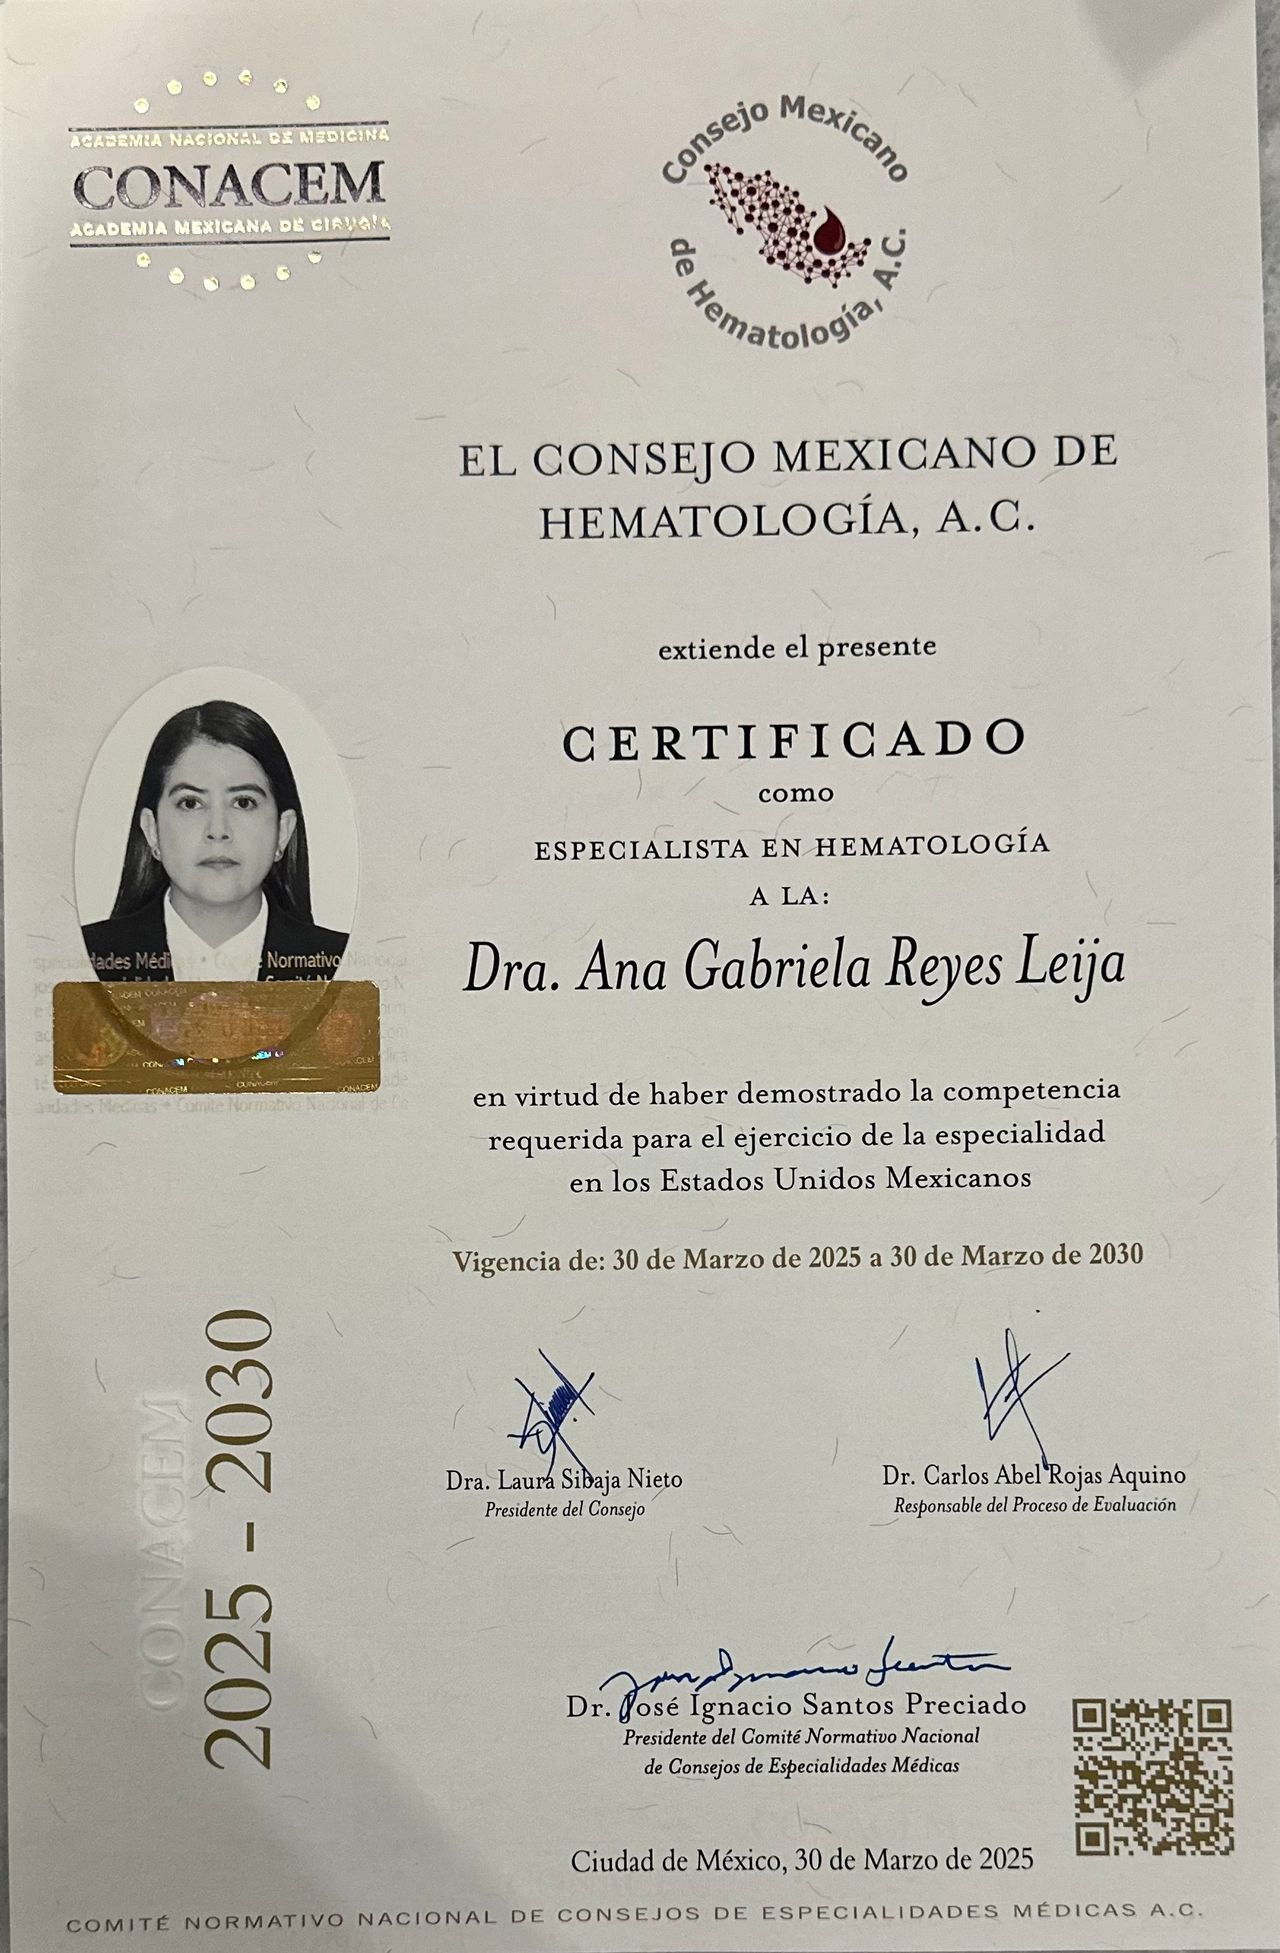 ACADEMIA NACIONAL DE MEDICINA
CONACEM
ACADEMIA MEXICANA DE CIRUGÍA
Consejo Mexicano
de Hematología, A.C.
EL CONSEJO MEXICANO DE
HEMATOLOGÍA, A.C.
extiende el presente
CERTIFICADO
como
ESPECIALISTA EN HEMATOLOGÍA
A LA:
Dra. Ana Gabriela Reyes Leija
en virtud de haber demostrado la competencia
requerida para el ejercicio de la especialidad
en los Estados Unidos Mexicanos
Vigencia de: 30 de Marzo de 2025 a 30 de Marzo de 2030
CONACEM
2025 - 2030
Dra. Laura Sibaja Nieto
Presidente del Consejo
Dr. Carlos Abel Rojas Aquino
Responsable del Proceso de Evaluación
Dr. José Ignacio Santos Preciado
Presidente del Comité Normativo Nacional
de Consejos de Especialidades Médicas
Ciudad de México, 30 de Marzo de 2025
COMITÉ NORMATIVO NACIONAL DE CONSEJOS DE ESPECIALIDADES MÉDICAS A.C.